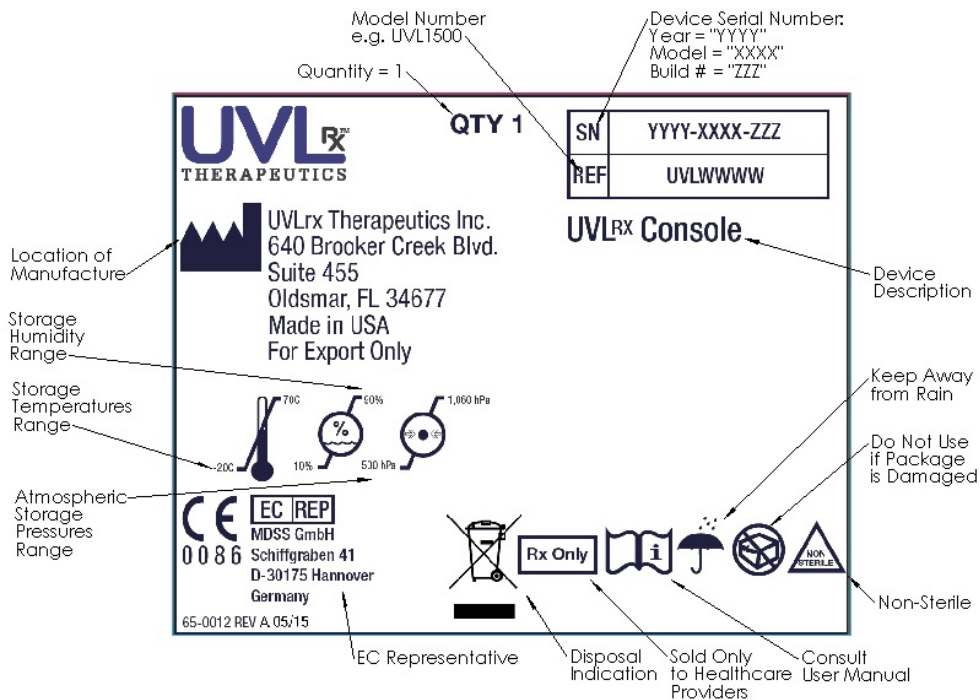 Model Number
e.g. UVL1500
Device Serial Number:
Year = "YYYY"
Model = "XXXX"
Build # = "ZZZ"
Quantity = 1
UVLRx™
THERAPEUTICS
QTY 1
SN YYYY-XXXX-ZZZ
REF UVLWWWW
UVLRX Console
Device
Description
Location of
Manufacture
UVLrx Therapeutics Inc.
640 Brooker Creek Blvd.
Suite 455
Oldsmar, FL 34677
Made in USA
For Export Only
Storage
Humidity
Range
Storage
Temperatures
Range
Atmospheric
Storage
Pressures
Range
70C
-20C
90%
%
10%
1,060 hPa
500 hPa
Keep Away
from Rain
Do Not Use
if Package
is Damaged
CE
0086
EC REP
MDSS GmbH
Schiffgraben 41
D-30175 Hannover
Germany
65-0012 REV A 05/15
Rx Only
i
NON
STERILE
Non-Sterile
EC Representative
Disposal
Indication
Sold Only
to Healthcare
Providers
Consult
User Manual